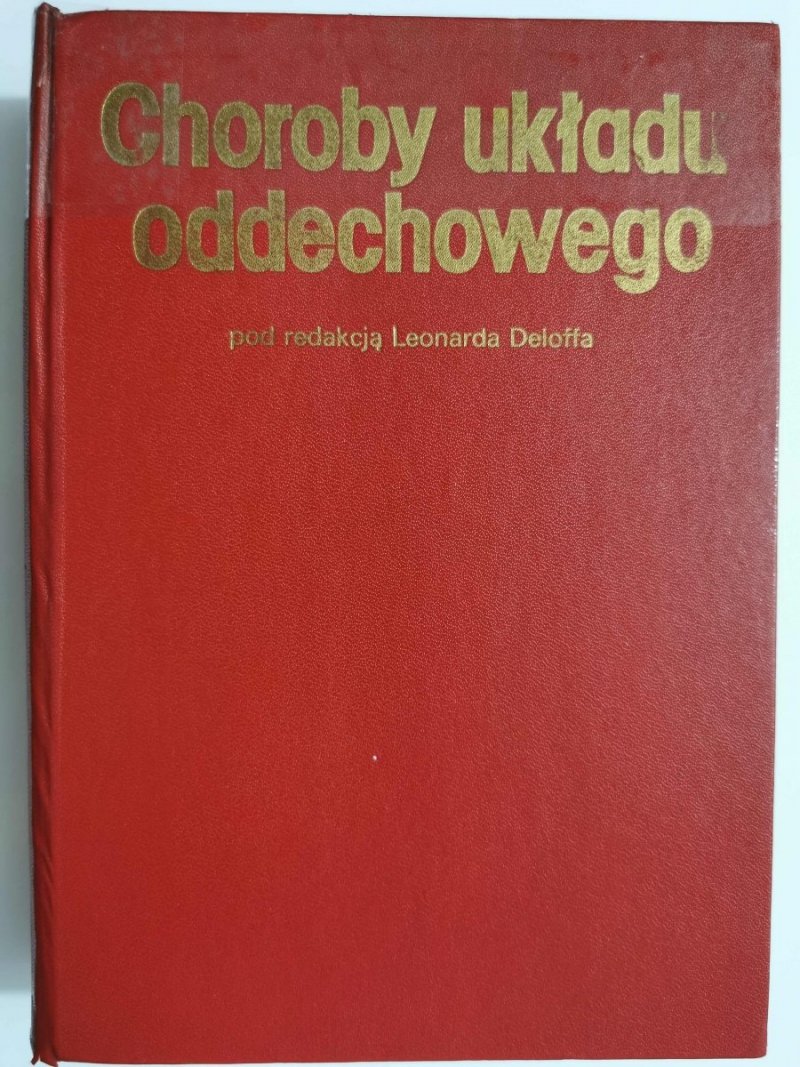 Choroby układu
oddechowego
pod redakcją Leonarda Deloffa